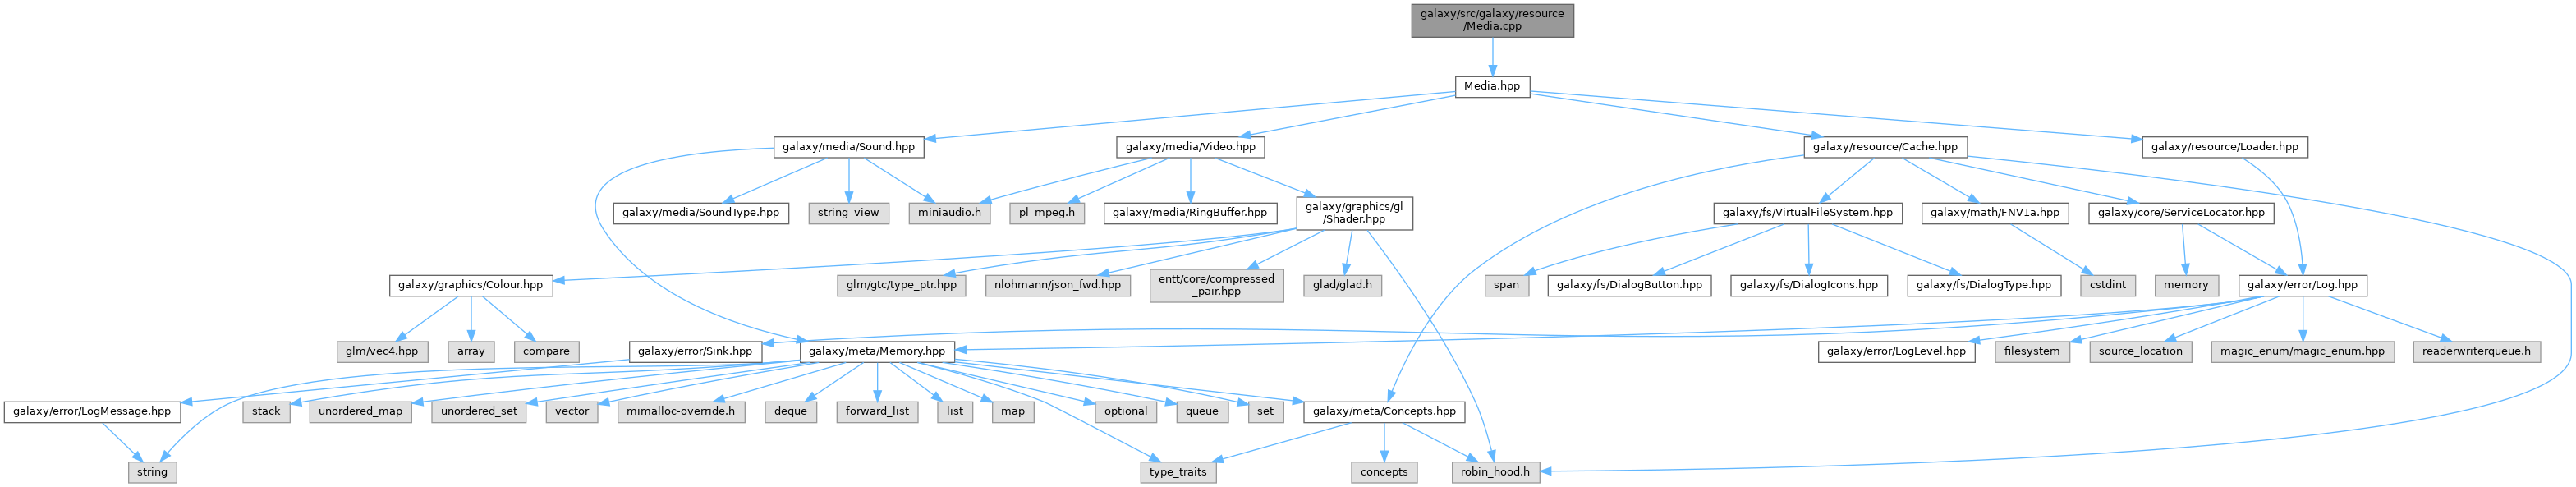 galaxy/src/galaxy/resource
/Media.cpp
Media.hpp
galaxy/media/Sound.hpp
galaxy/media/Video.hpp
galaxy/resource/Cache.hpp
galaxy/resource/Loader.hpp
galaxy/media/SoundType.hpp
string_view
miniaudio.h
pl_mpeg.h
galaxy/media/RingBuffer.hpp
galaxy/graphics/gl
/Shader.hpp
galaxy/fs/VirtualFileSystem.hpp
galaxy/math/FNV1a.hpp
galaxy/core/ServiceLocator.hpp
galaxy/graphics/Colour.hpp
glm/gtc/type_ptr.hpp
nlohmann/json_fwd.hpp
entt/core/compressed
_pair.hpp
glad/glad.h
span
galaxy/fs/DialogButton.hpp
galaxy/fs/DialogIcons.hpp
galaxy/fs/DialogType.hpp
cstdint
memory
galaxy/error/Log.hpp
glm/vec4.hpp
array
compare
galaxy/error/Sink.hpp
galaxy/meta/Memory.hpp
galaxy/error/LogLevel.hpp
filesystem
source_location
magic_enum/magic_enum.hpp
readerwriterqueue.h
galaxy/error/LogMessage.hpp
stack
unordered_map
unordered_set
vector
mimalloc-override.h
deque
forward_list
list
map
optional
queue
set
galaxy/meta/Concepts.hpp
string
type_traits
concepts
robin_hood.h